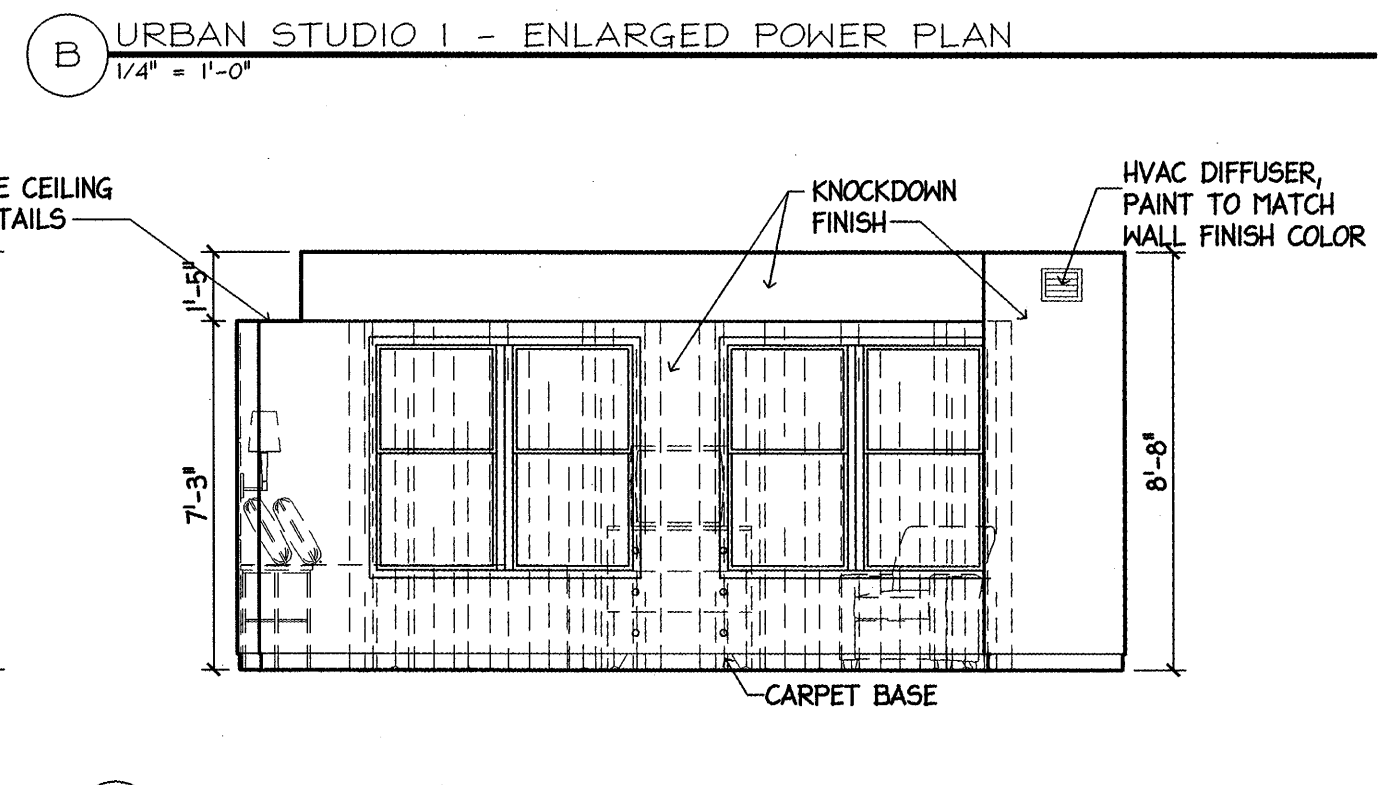 B
URBAN STUDIO 1 - ENLARGED POWER PLAN
1/4" = 1'-0"
E CEILING
TAILS
KNOCKDOWN
FINISH
HVAC DIFFUSER,
PAINT TO MATCH
WALL FINISH COLOR
1'-5"
7'-3"
8'-8"
CARPET BASE